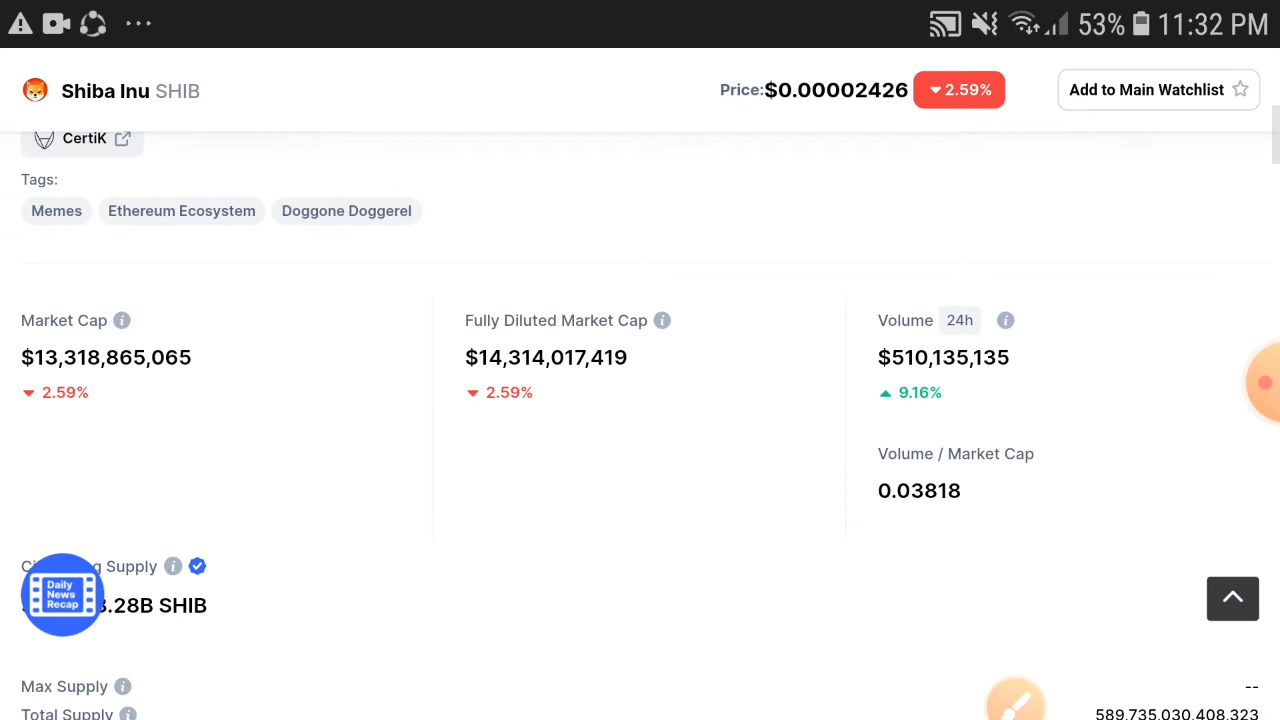 53% 11:32 PM
Shiba Inu SHIB
Price:$0.00002426 2.59%
Add to Main Watchlist
CertiK
Tags:
Memes Ethereum Ecosystem Doggone Doggerel
Market Cap
$13,318,865,065
2.59%
Fully Diluted Market Cap
$14,314,017,419
2.59%
Volume 24h
$510,135,135
9.16%
Volume / Market Cap
0.03818
Supply
Daily
News
Recap
.28B SHIB
Max Supply --
Total Supply 589,735,030,408,323